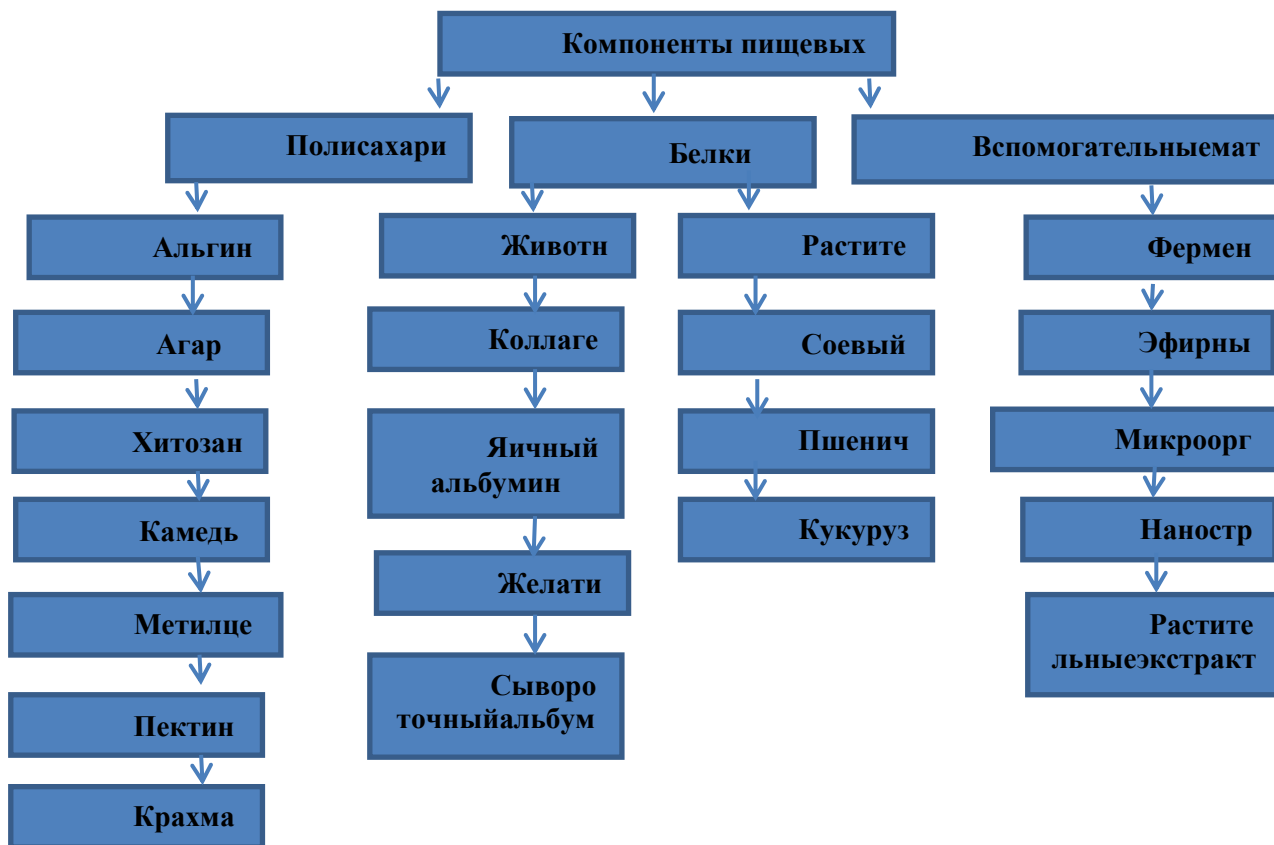 Компоненты пищевых
Полисахари
Белки
Вспомогательныемат
Альгин
Животн
Растите
Фермен
Агар
Коллаге
Соевый
Эфирны
Хитозан
Яичный
альбумин
Пшенич
Микроорг
Камедь
Кукуруз
Наностр
Метилце
Желати
Растите
льныеэкстракт
Пектин
Сыворо
точныйальбум
Крахма